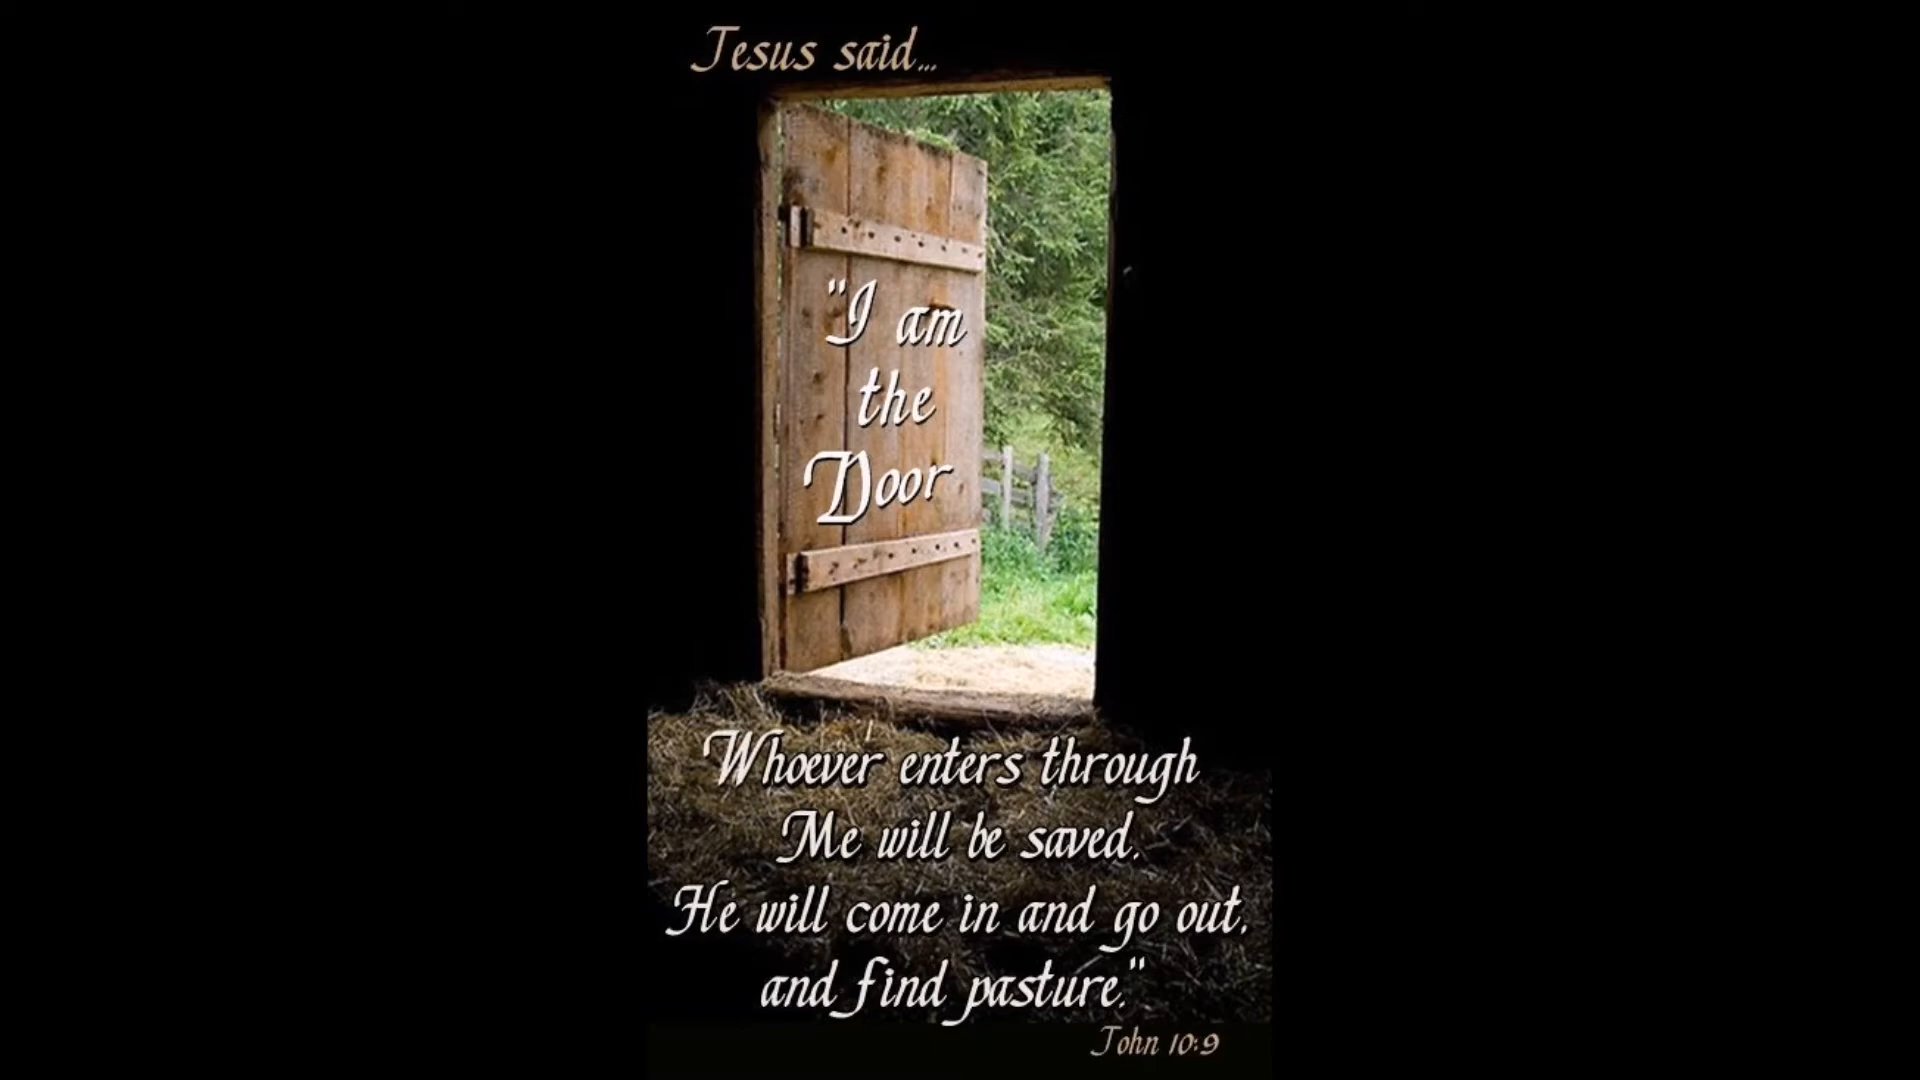 Jesus said...
"I am
the
Door
Whoever enters through
Me will be saved.
He will come in and go out,
and find pasture."
John 10:9